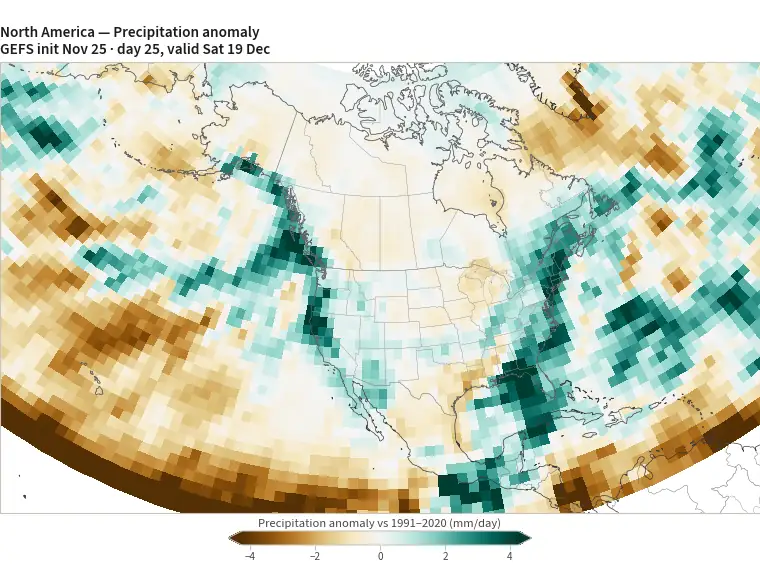 North America — Precipitation anomaly
GEFS init Nov 25 · day 25, valid Sat 19 Dec
Precipitation anomaly vs 1991–2020 (mm/day)
−4 −2 0 2 4